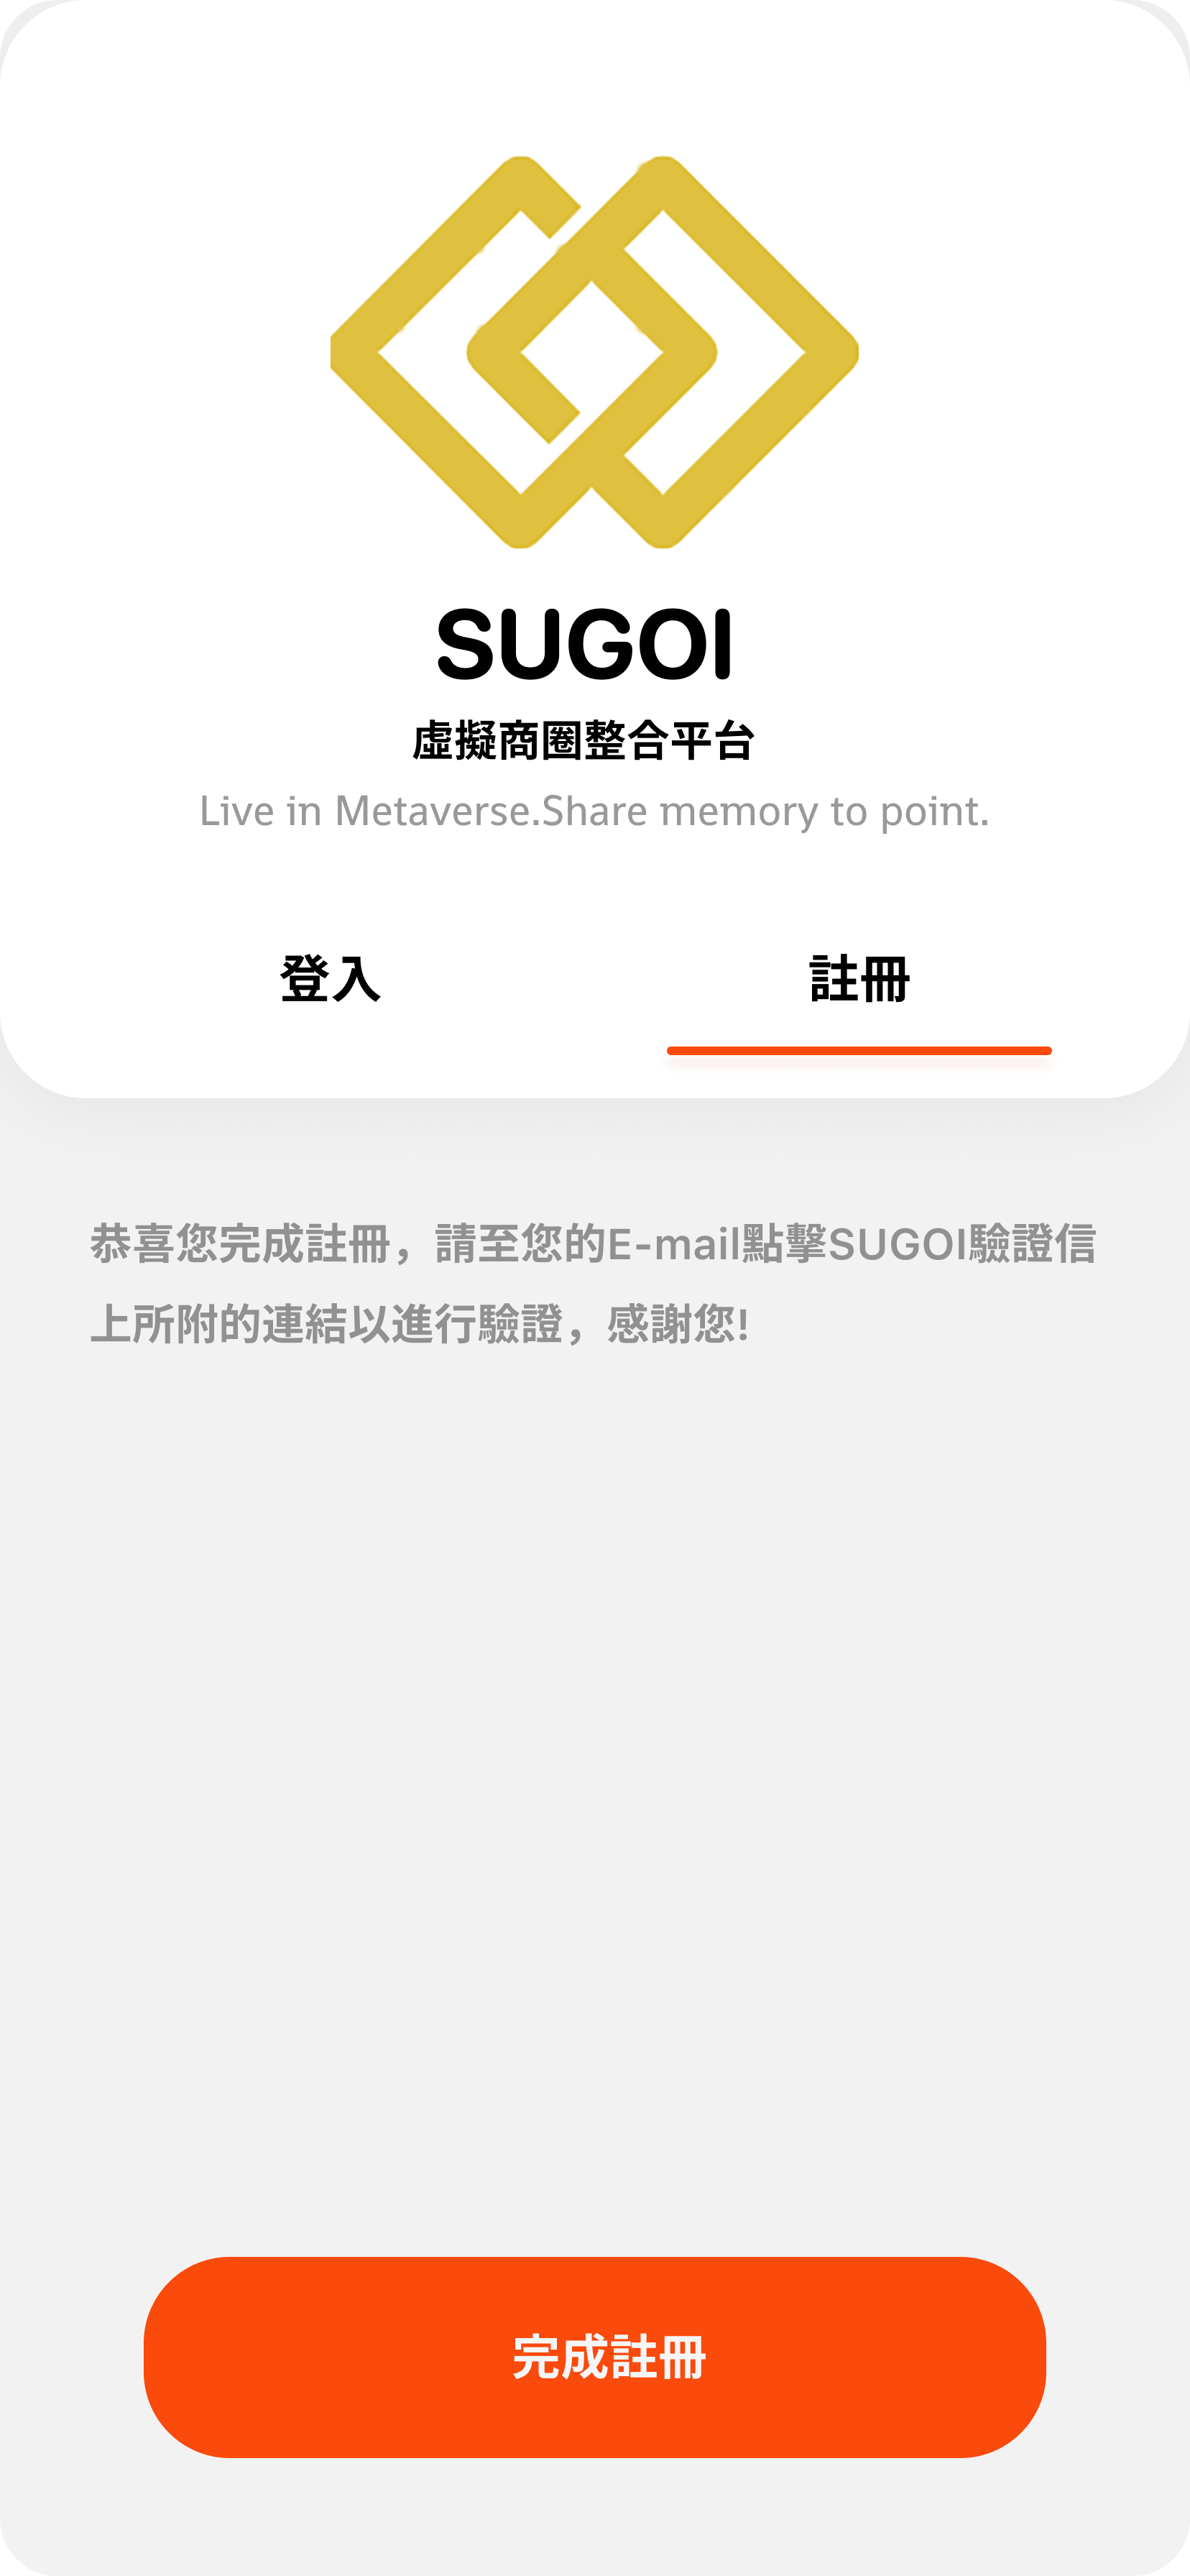 SUGOI
虛擬商圈整合平台
Live in Metaverse.Share memory to point.
登入
註冊
恭喜您完成註冊，請至您的E-mail點擊SUGOI驗證信
上所附的連結以進行驗證，感謝您!
完成註冊